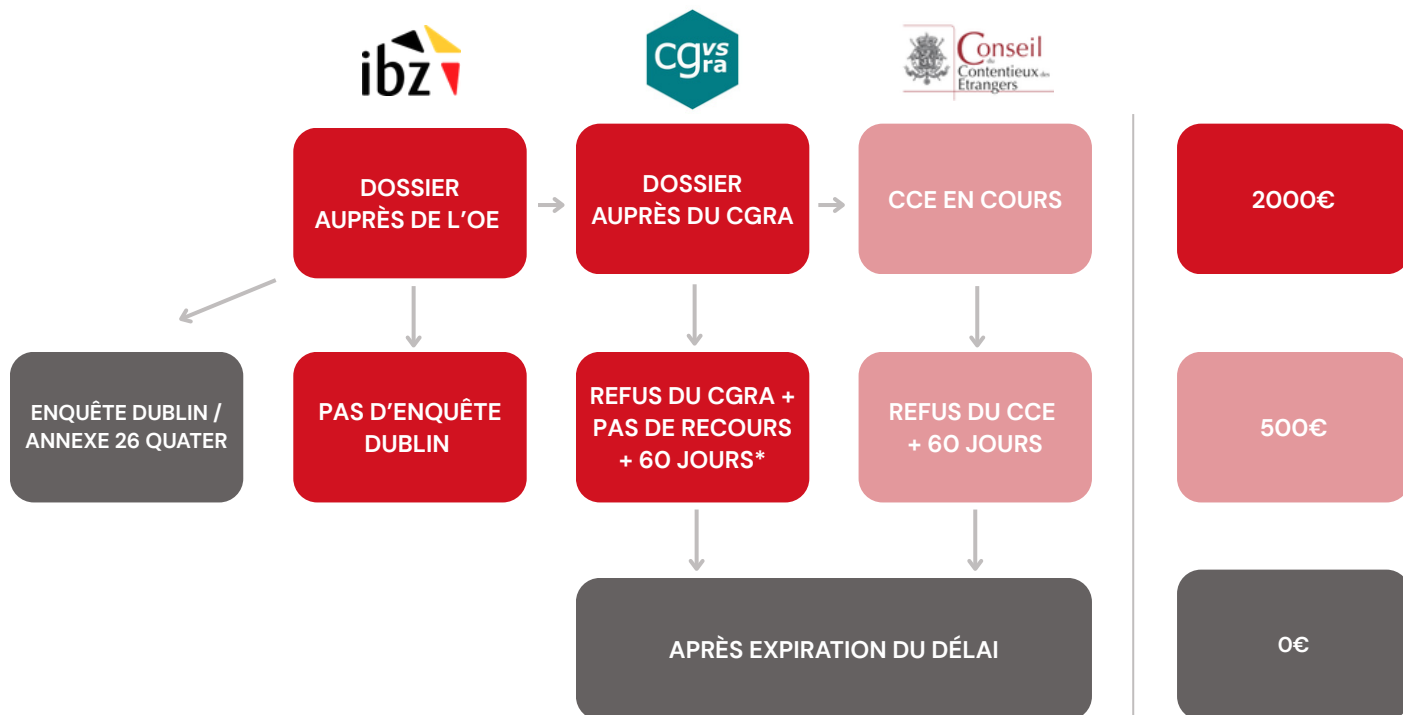 ibz
cgvs
ra
Conseil
du
Contentieux des
Etrangers
DOSSIER
AUPRÈS DE L'OE
DOSSIER
AUPRÈS DU CGRA
CCE EN COURS
2000€
ENQUÊTE DUBLIN /
ANNEXE 26 QUATER
PAS D'ENQUÊTE
DUBLIN
REFUS DU CGRA +
PAS DE RECOURS
+ 60 JOURS*
REFUS DU CCE
+ 60 JOURS
500€
APRÈS EXPIRATION DU DÉLAI
0€